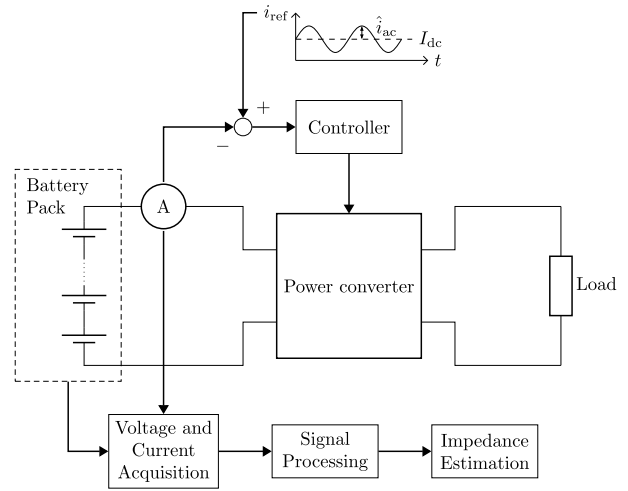 i_ref
î_ac
I_dc
t
+
−
Controller
Battery
Pack
A
Power converter
Load
Voltage and
Current
Acquisition
Signal
Processing
Impedance
Estimation